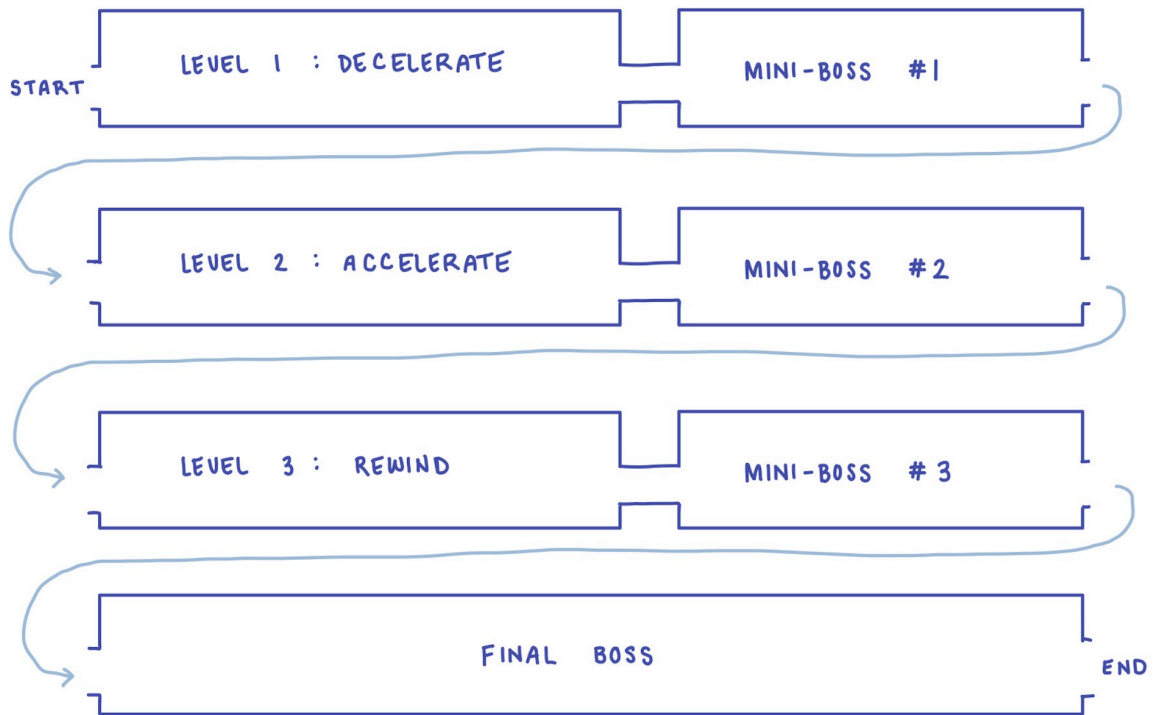 START
LEVEL 1 : DECELERATE
MINI-BOSS #1
LEVEL 2 : ACCELERATE
MINI-BOSS #2
LEVEL 3 : REWIND
MINI-BOSS #3
FINAL BOSS
END